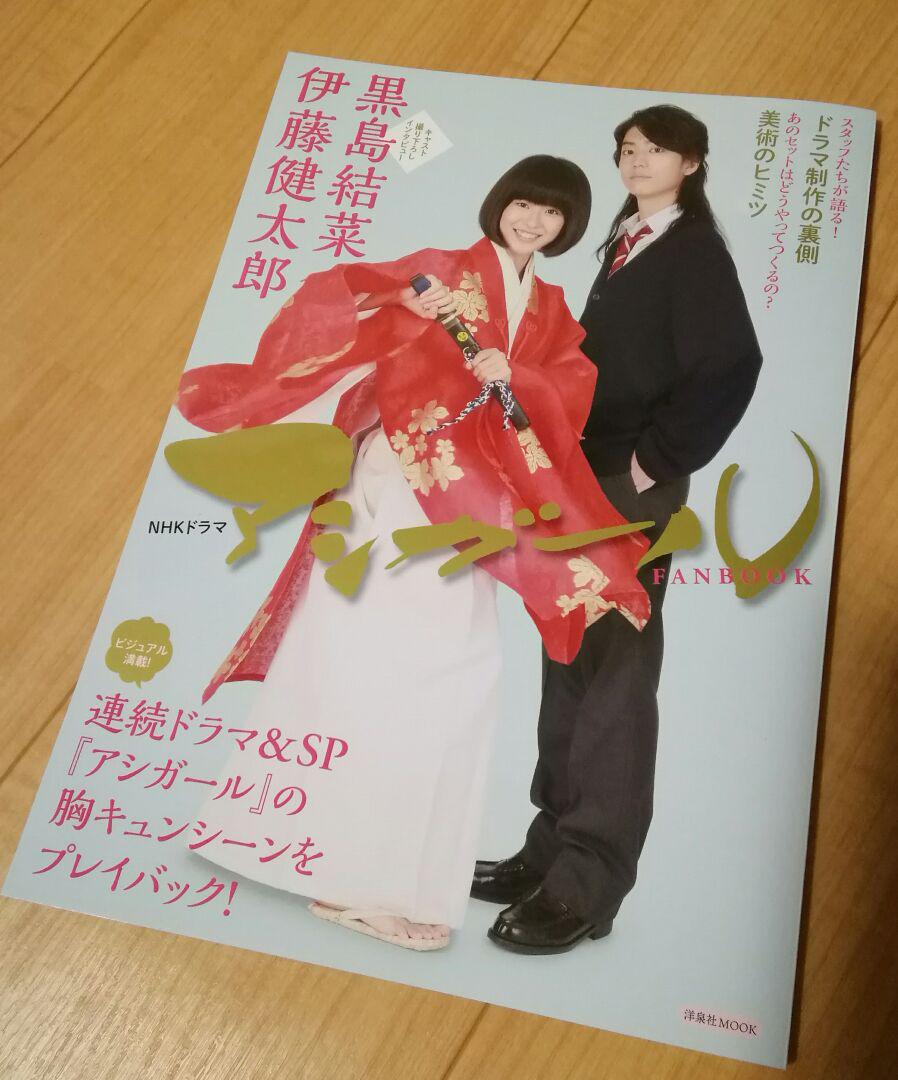 黒島結菜
伊藤健太郎
キャスト
撮り下ろし
インタビュー
スタッフたちが語る!
ドラマ制作の裏側
あのセットはどうやってつくるの?
美術のヒミツ
NHKドラマ
アシガール
FANBOOK
ビジュアル
満載!
連続ドラマ&SP
『アシガール』の
胸キュンシーンを
プレイバック!
洋泉社MOOK